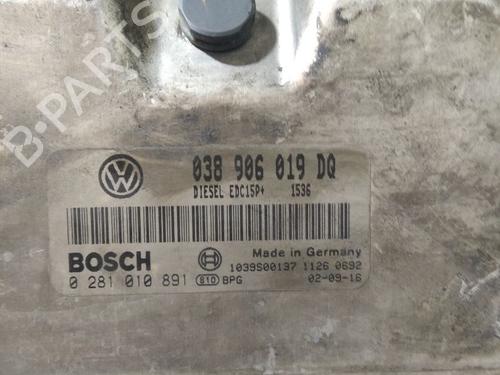 B-PARTS
038 906 019 DQ
DIESEL EDC15P+ 1536
BOSCH
Made in Germany
1039S00137 1126 0692
0 281 010 891 S10 BPG 02-09-16